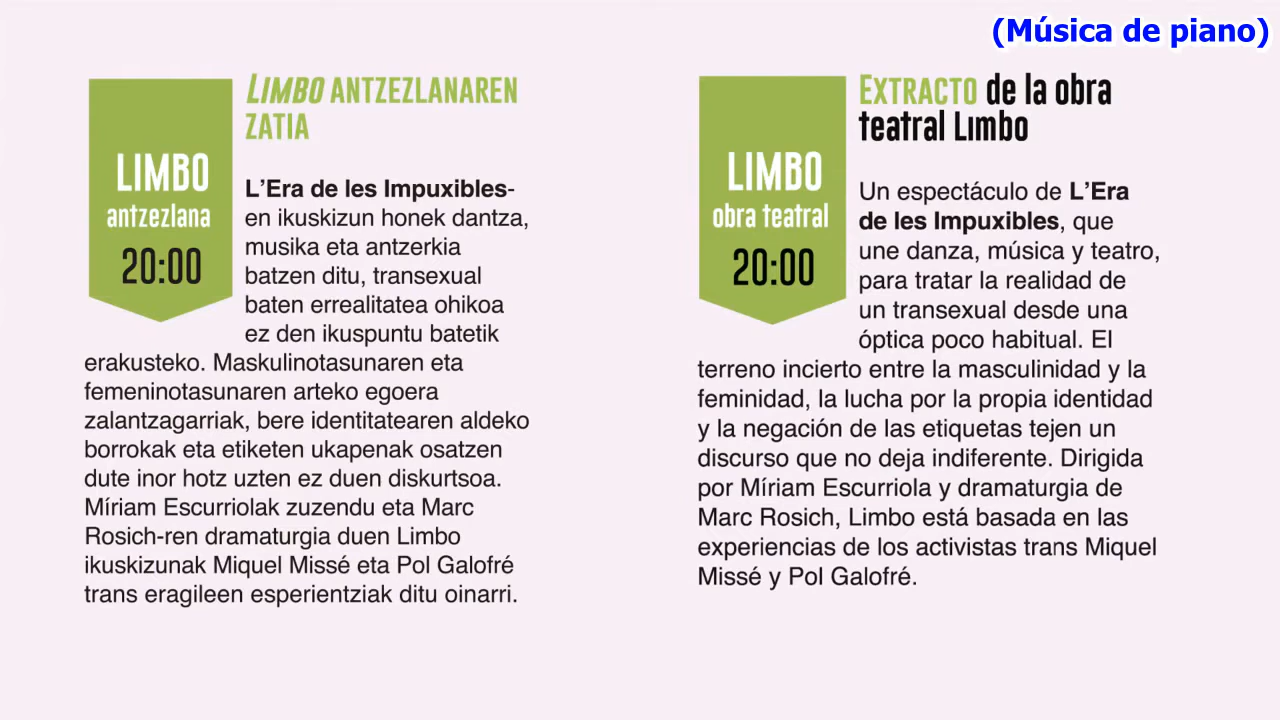 (Música de piano)
LIMBO
antzezlana
20:00
LIMBO ANTZEZLANAREN
ZATIA
L'Era de les Impuxibles-
en ikuskizun honek dantza,
musika eta antzerkia
batzen ditu, transexual
baten errealitatea ohikoa
ez den ikuspuntu batetik
erakusteko. Maskulinotasunaren eta
femeninotasunaren arteko egoera
zalantzagarriak, bere identitatearen aldeko
borrokak eta etiketen ukapenak osatzen
dute inor hotz uzten ez duen diskurtsoa.
Míriam Escurriolak zuzendu eta Marc
Rosich-ren dramaturgia duen Limbo
ikuskizunak Miquel Missé eta Pol Galofré
trans eragileen esperientziak ditu oinarri.
LIMBO
obra teatral
20:00
EXTRACTO de la obra
teatral Limbo
Un espectáculo de L'Era
de les Impuxibles, que
une danza, música y teatro,
para tratar la realidad de
un transexual desde una
óptica poco habitual. El
terreno incierto entre la masculinidad y la
feminidad, la lucha por la propia identidad
y la negación de las etiquetas tejen un
discurso que no deja indiferente. Dirigida
por Míriam Escurriola y dramaturgia de
Marc Rosich, Limbo está basada en las
experiencias de los activistas trans Miquel
Missé y Pol Galofré.